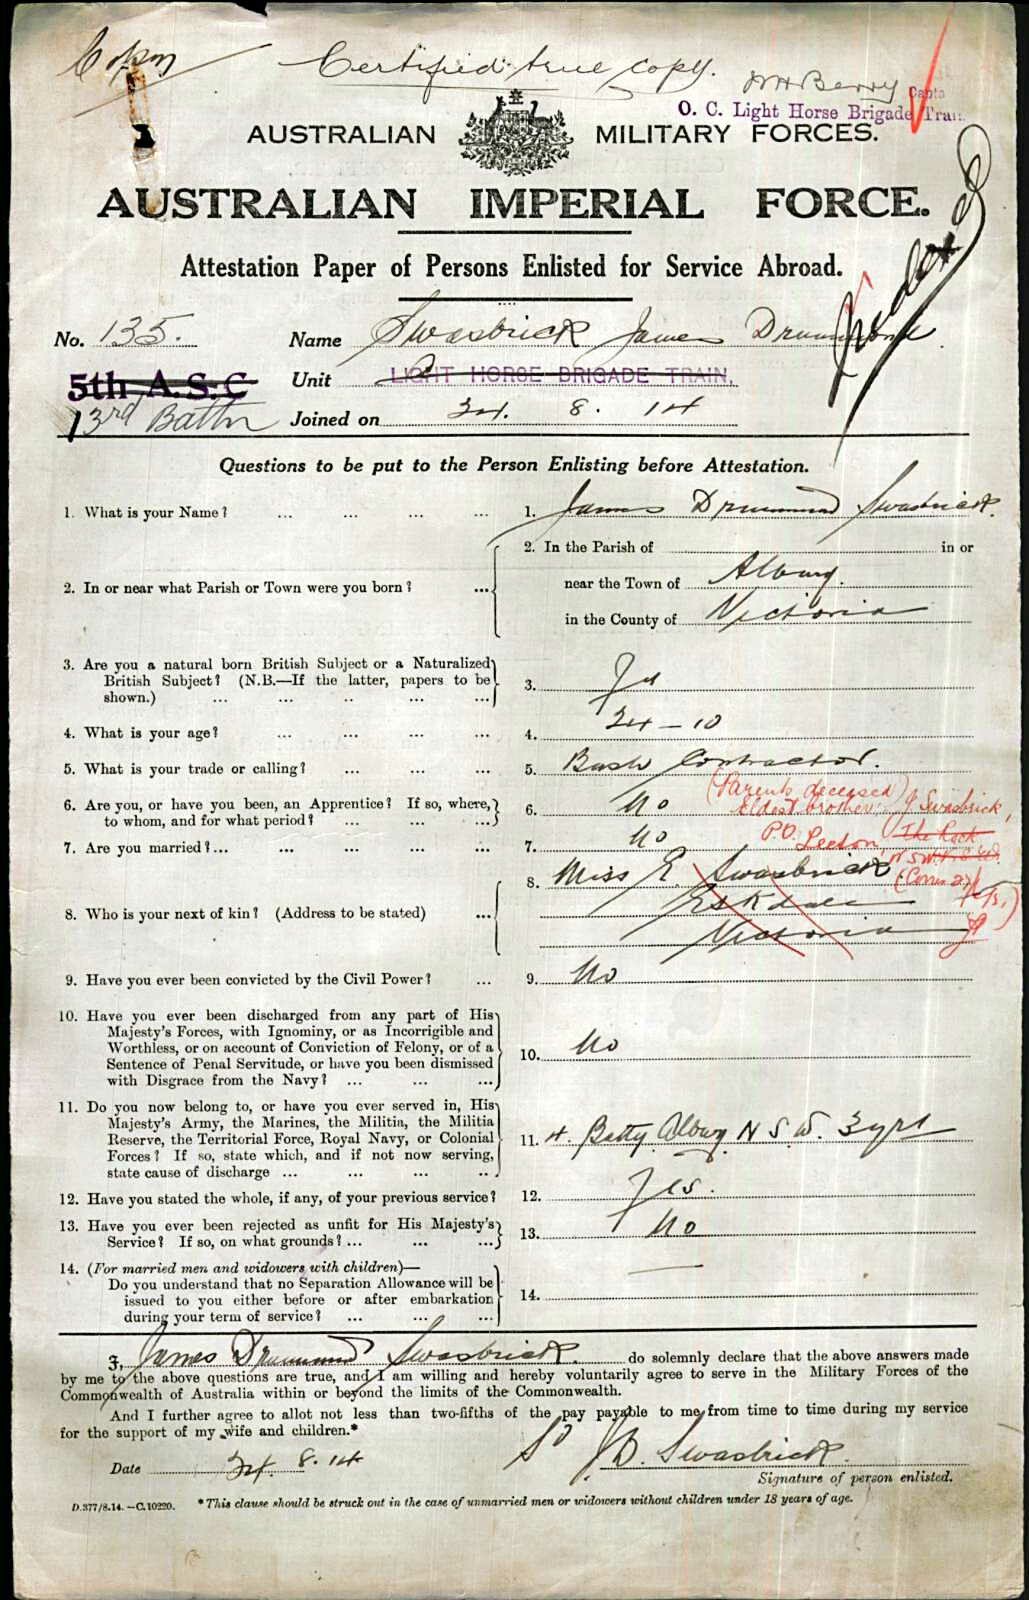 Copy
Certified true copy.
WH Berry Capta
O. C. Light Horse Brigade Train
AUSTRALIAN MILITARY FORCES.
AUSTRALIAN IMPERIAL FORCE.
Attestation Paper of Persons Enlisted for Service Abroad.
Indexed
No. 135. Name Swasbrick James Drummond.
5th A.S.C Unit LIGHT HORSE BRIGADE TRAIN.
13rd Battn Joined on 24. 8. 14
Questions to be put to the Person Enlisting before Attestation.
1. What is your Name? ... ... ... ... 1. James Drummond Swasbrick.
2. In or near what Parish or Town were you born? ... 2. In the Parish of in or
near the Town of Albury.
in the County of Victoria
3. Are you a natural born British Subject or a Naturalized
British Subject? (N.B.—If the latter, papers to be
shown.) ... ... .. ... ... 3. Yes
4. What is your age? ... ... ... ... 4. 24 - 10
5. What is your trade or calling? ... ... ... 5. Bush Contractor.
6. Are you, or have you been, an Apprentice? If so, where,
to whom, and for what period? ... ... ... 6. No
(Parents deceased)
Eldest brother: J. Swasbrick,
P.O. Leeton, The Rock
N.S.W.
7. Are you married?... ... ... ... ... 7. No
8. Who is your next of kin? (Address to be stated) ... 8. Miss E. Swasbrick
Eskdale
Victoria
9. Have you ever been convicted by the Civil Power? ... 9. No
10. Have you ever been discharged from any part of His
Majesty's Forces, with Ignominy, or as Incorrigible and
Worthless, or on account of Conviction of Felony, or of a
Sentence of Penal Servitude, or have you been dismissed
with Disgrace from the Navy? ... ... ... 10. No
11. Do you now belong to, or have you ever served in, His
Majesty's Army, the Marines, the Militia, the Militia
Reserve, the Territorial Force, Royal Navy, or Colonial
Forces? If so, state which, and if not now serving,
state cause of discharge ... ... ... .. 11. Batty. Albury N S W. 3 yrs
12. Have you stated the whole, if any, of your previous service? 12. Yes.
13. Have you ever been rejected as unfit for His Majesty's
Service? If so, on what grounds? ... ... ... 13. No
14. (For married men and widowers with children)—
Do you understand that no Separation Allowance will be
issued to you either before or after embarkation
during your term of service? ... ... ... 14. —
I, James Drummond Swasbrick. do solemnly declare that the above answers made
by me to the above questions are true, and I am willing and hereby voluntarily agree to serve in the Military Forces of the
Commonwealth of Australia within or beyond the limits of the Commonwealth.
And I further agree to allot not less than two-fifths of the pay payable to me from time to time during my service
for the support of my wife and children.*
Date 24. 8. 14 Sd J D. Swasbrick.
Signature of person enlisted.
D.377/8.14.—C.10220. *This clause should be struck out in the case of unmarried men or widowers without children under 18 years of age.